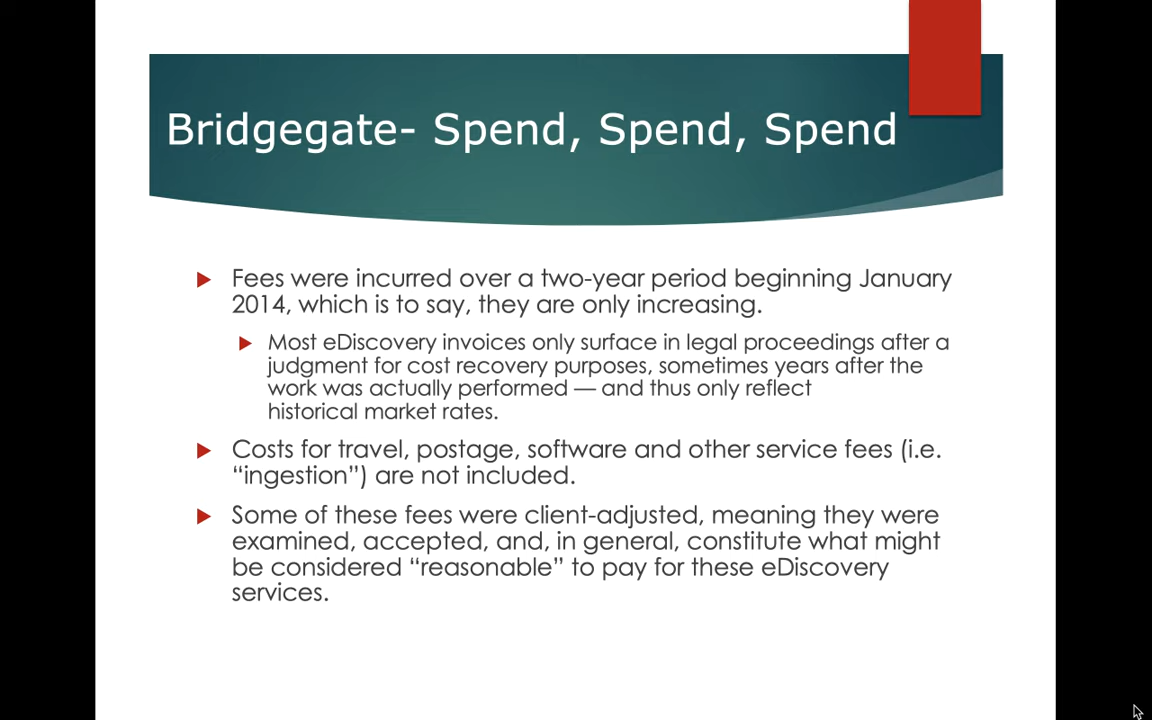 Bridgegate- Spend, Spend, Spend
Fees were incurred over a two-year period beginning January
2014, which is to say, they are only increasing.
Most eDiscovery invoices only surface in legal proceedings after a
judgment for cost recovery purposes, sometimes years after the
work was actually performed — and thus only reflect
historical market rates.
Costs for travel, postage, software and other service fees (i.e.
“ingestion”) are not included.
Some of these fees were client-adjusted, meaning they were
examined, accepted, and, in general, constitute what might
be considered “reasonable” to pay for these eDiscovery
services.